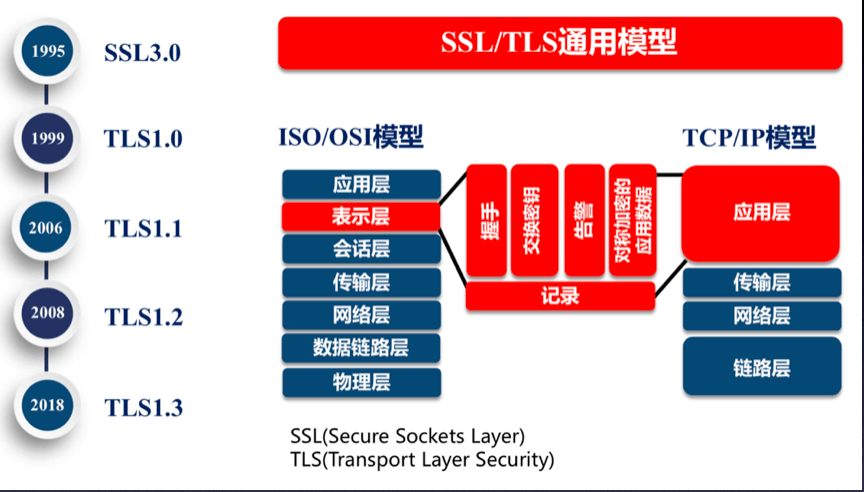 1995
SSL3.0
1999
TLS1.0
2006
TLS1.1
2008
TLS1.2
2018
TLS1.3
SSL/TLS通用模型
ISO/OSI模型
应用层
表示层
会话层
传输层
网络层
数据链路层
物理层
握手
交换密钥
告警
对称加密的
应用数据
记录
TCP/IP模型
应用层
传输层
网络层
链路层
SSL(Secure Sockets Layer)
TLS(Transport Layer Security)